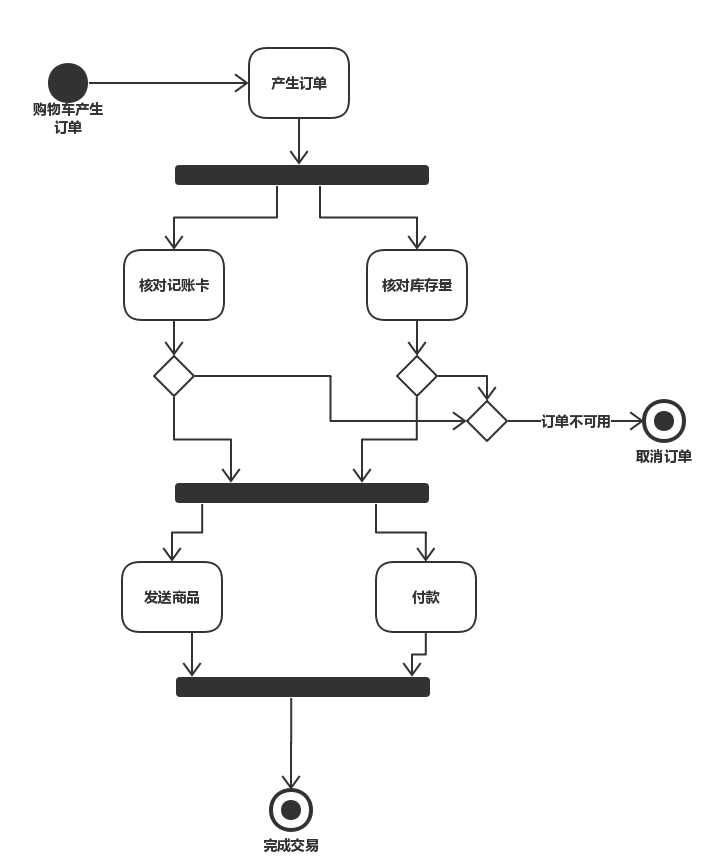 产生订单
购物车产生
订单
核对记账卡
核对库存量
订单不可用
取消订单
发送商品
付款
完成交易